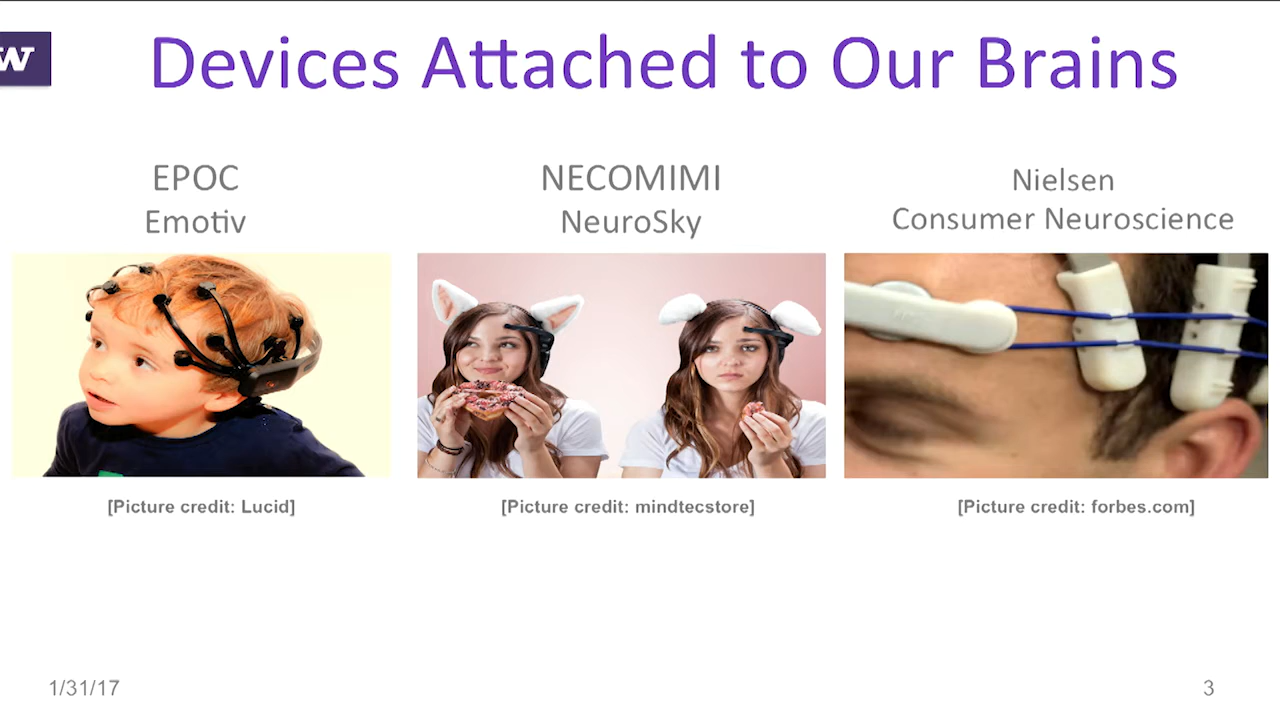 W
Devices Attached to Our Brains
EPOC
Emotiv
NECOMIMI
NeuroSky
Nielsen
Consumer Neuroscience
[Picture credit: Lucid]
[Picture credit: mindtecstore]
[Picture credit: forbes.com]
1/31/17
3